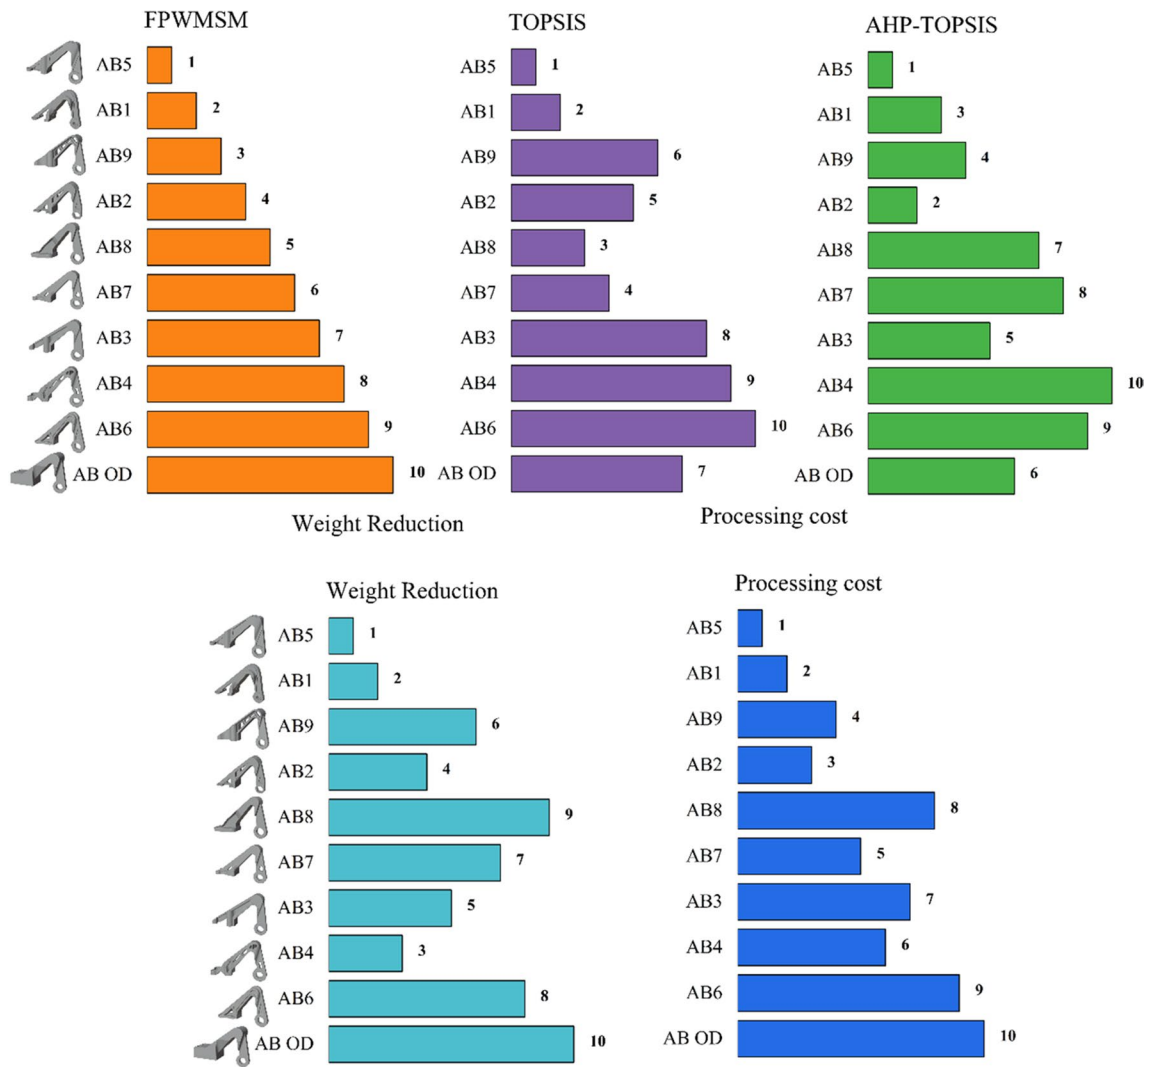 FPWMSM
AB5 1
AB1 2
AB9 3
AB2 4
AB8 5
AB7 6
AB3 7
AB4 8
AB6 9
AB OD 10
TOPSIS
AB5 1
AB1 2
AB9 6
AB2 5
AB8 3
AB7 4
AB3 8
AB4 9
AB6 10
AB OD 7
AHP-TOPSIS
AB5 1
AB1 3
AB9 4
AB2 2
AB8 7
AB7 8
AB3 5
AB4 10
AB6 9
AB OD 6
Weight Reduction
Processing cost
Weight Reduction
AB5 1
AB1 2
AB9 6
AB2 4
AB8 9
AB7 7
AB3 5
AB4 3
AB6 8
AB OD 10
Processing cost
AB5 1
AB1 2
AB9 4
AB2 3
AB8 8
AB7 5
AB3 7
AB4 6
AB6 9
AB OD 10